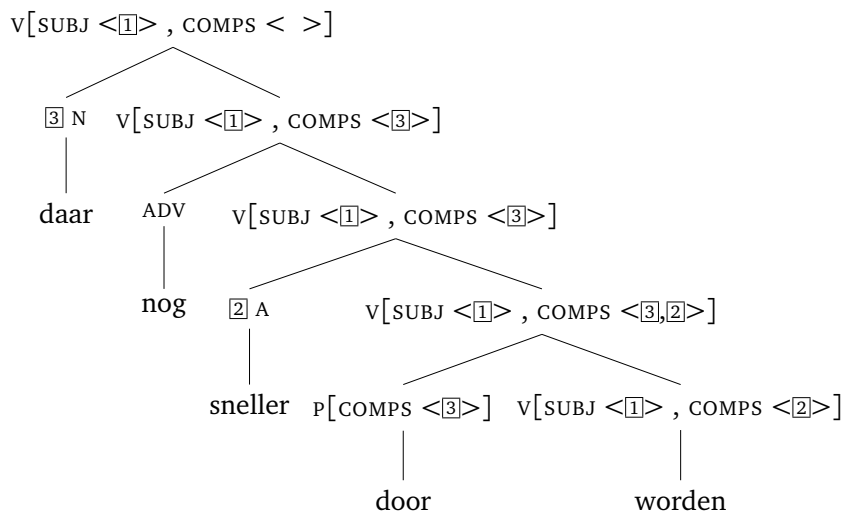 V[SUBJ <1> , COMPS < >]
3 N V[SUBJ <1> , COMPS <3>]
daar ADV V[SUBJ <1> , COMPS <3>]
nog 2 A V[SUBJ <1> , COMPS <3,2>]
sneller P[COMPS <3>] V[SUBJ <1> , COMPS <2>]
door worden